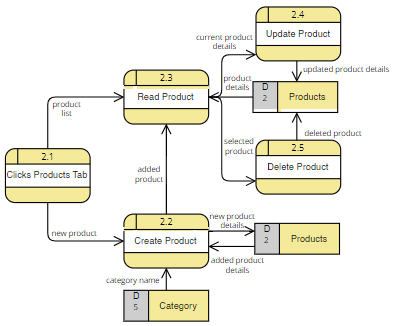 2.4
Update Product
current product
details
updated product details
2.3
Read Product
product
details
D
2
Products
product
list
deleted product
selected
product
2.5
Delete Product
2.1
Clicks Products Tab
added
product
new product
2.2
Create Product
new product
details
D
2
Products
added product
details
category name
D
5
Category